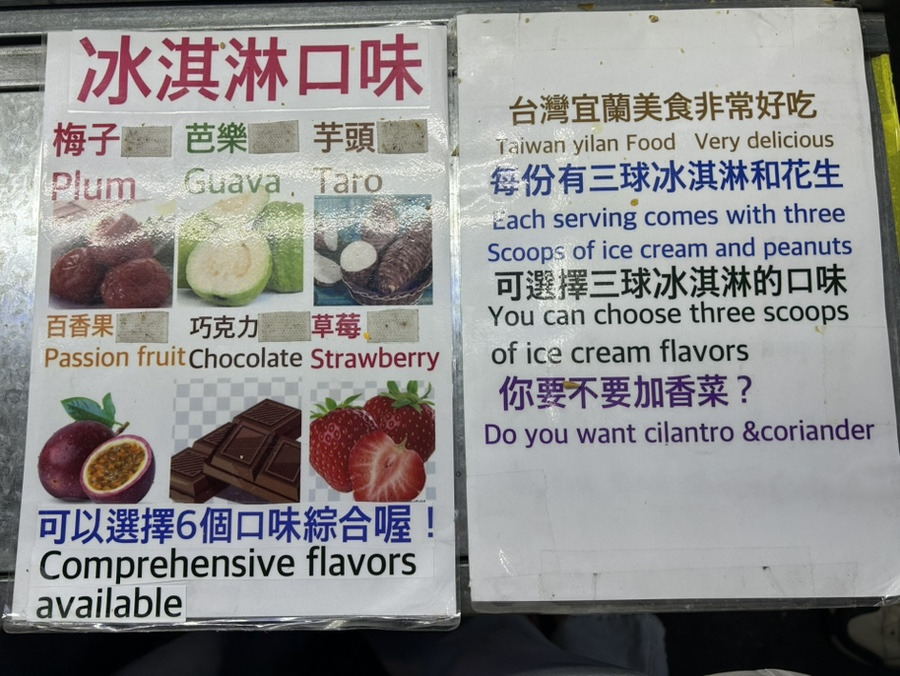 冰淇淋口味
梅子 芭樂 芋頭
Plum Guava Taro
百香果 巧克力 草莓
Passion fruit Chocolate Strawberry
可以選擇6個口味綜合喔！
Comprehensive flavors
available
台灣宜蘭美食非常好吃
Taiwan yilan Food Very delicious
每份有三球冰淇淋和花生
Each serving comes with three
Scoops of ice cream and peanuts
可選擇三球冰淇淋的口味
You can choose three scoops
of ice cream flavors
你要不要加香菜？
Do you want cilantro &coriander